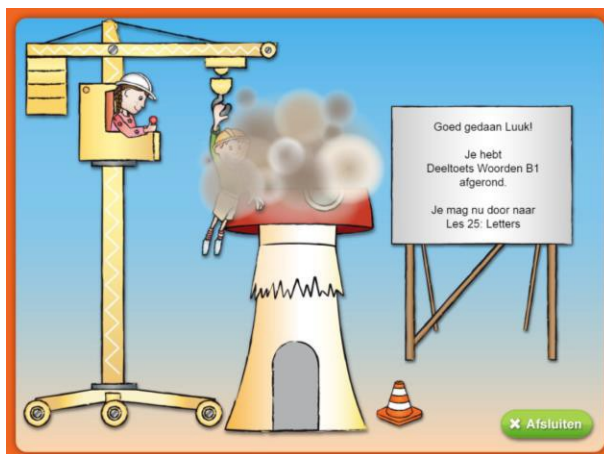 Goed gedaan Luuk!
Je hebt
Deeltoets Woorden B1
afgerond.
Je mag nu door naar
Les 25: Letters
Afsluiten